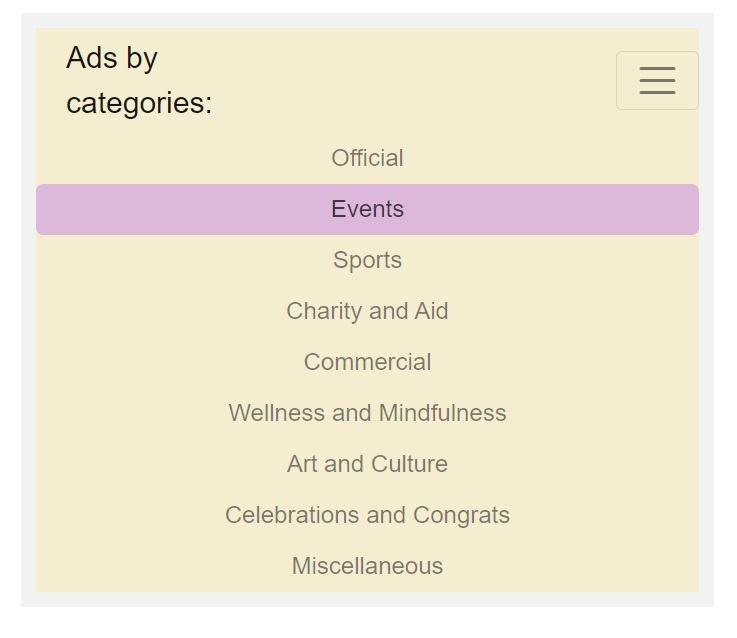 Ads by
categories:
Official
Events
Sports
Charity and Aid
Commercial
Wellness and Mindfulness
Art and Culture
Celebrations and Congrats
Miscellaneous